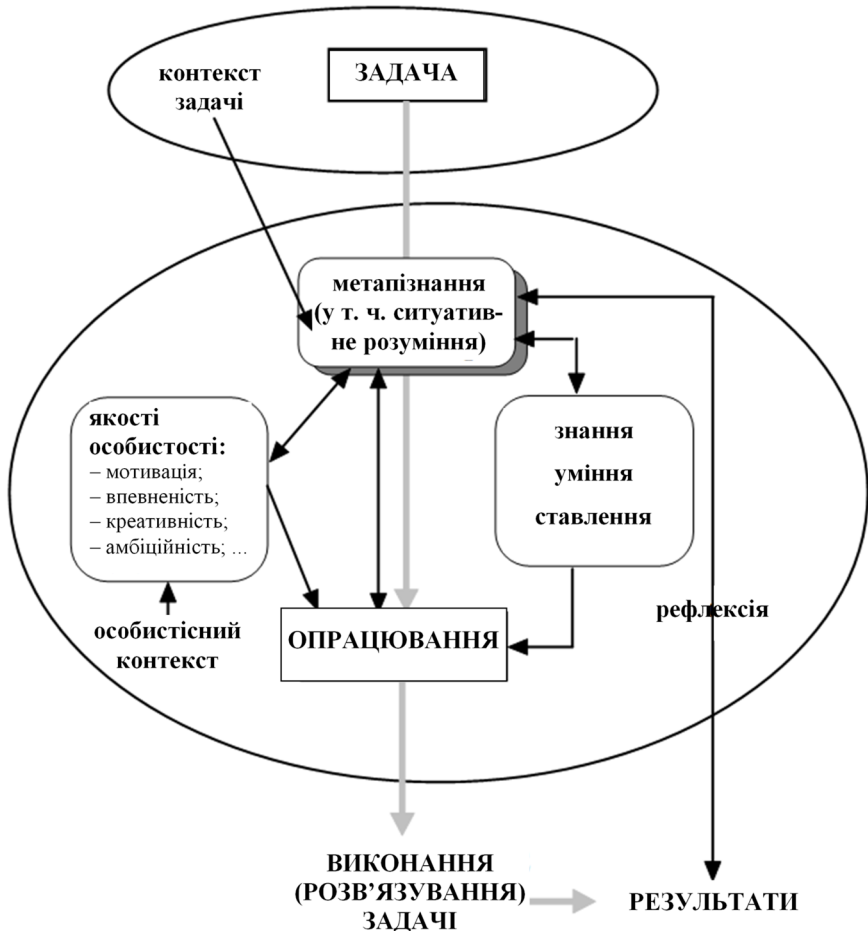 ЗАДАЧА
контекст
задачі
метапізнання
(у т. ч. ситуатив-
не розуміння)
якості
особистості:
– мотивація;
– впевненість;
– креативність;
– амбіційність; ...
знання
уміння
ставлення
особистісний
контекст
ОПРАЦЮВАННЯ
рефлексія
ВИКОНАННЯ
(РОЗВ’ЯЗУВАННЯ)
ЗАДАЧІ
РЕЗУЛЬТАТИ